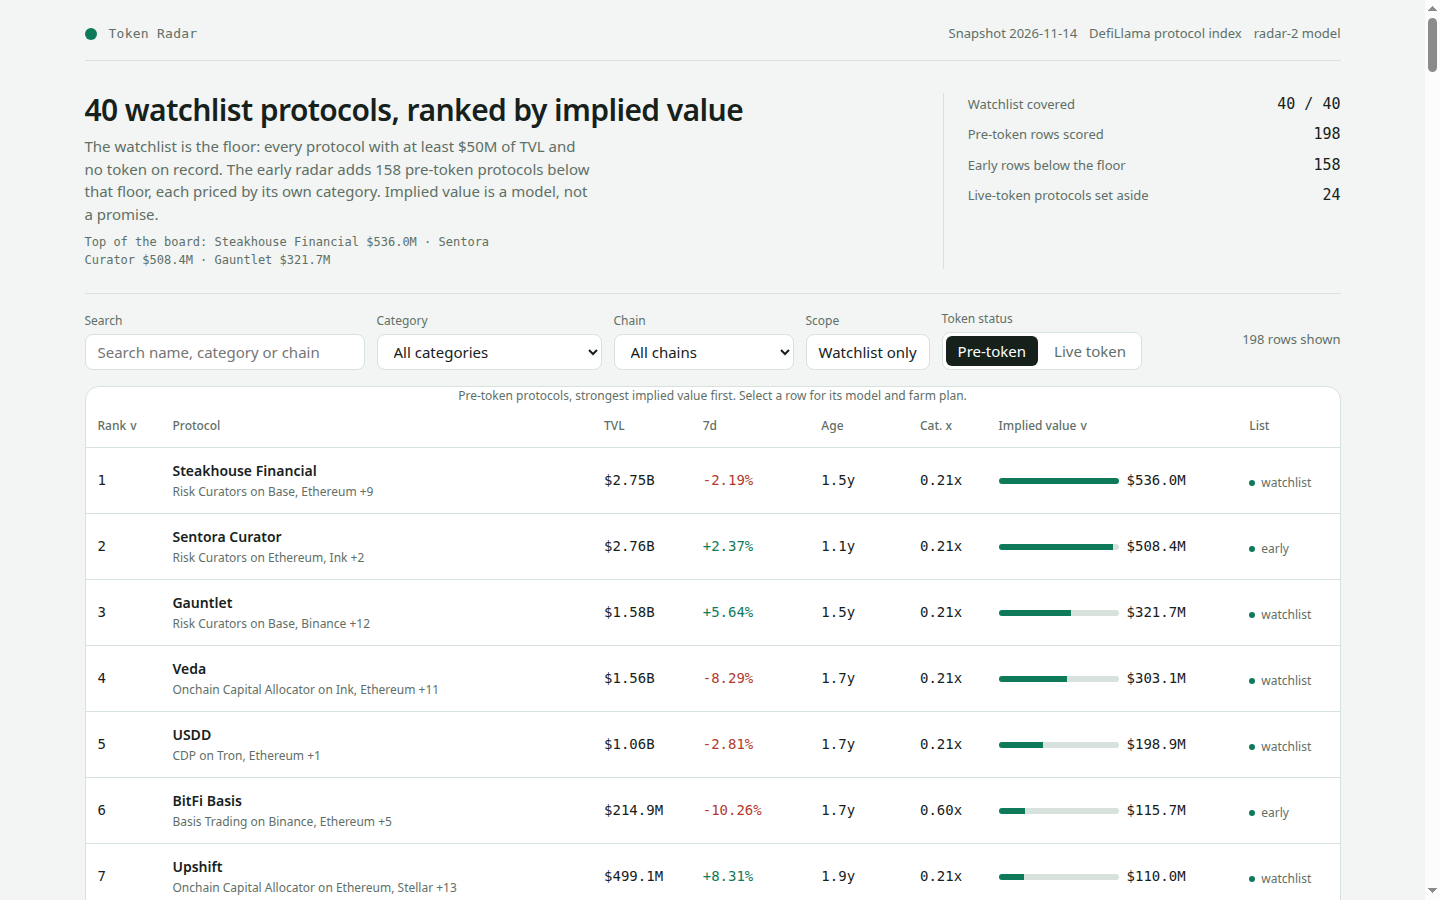 Token Radar
Snapshot 2026-11-14 DefiLlama protocol index radar-2 model
40 watchlist protocols, ranked by implied value
The watchlist is the floor: every protocol with at least $50M of TVL and
no token on record. The early radar adds 158 pre-token protocols below
that floor, each priced by its own category. Implied value is a model, not
a promise.
Top of the board: Steakhouse Financial $536.0M · Sentora
Curator $508.4M · Gauntlet $321.7M
Watchlist covered 40 / 40
Pre-token rows scored 198
Early rows below the floor 158
Live-token protocols set aside 24
Search Category Chain Scope Token status
Search name, category or chain All categories All chains Watchlist only Pre-token Live token 198 rows shown
Pre-token protocols, strongest implied value first. Select a row for its model and farm plan.
Rank v Protocol TVL 7d Age Cat. x Implied value v List
1 Steakhouse Financial $2.75B -2.19% 1.5y 0.21x $536.0M watchlist
Risk Curators on Base, Ethereum +9
2 Sentora Curator $2.76B +2.37% 1.1y 0.21x $508.4M early
Risk Curators on Ethereum, Ink +2
3 Gauntlet $1.58B +5.64% 1.5y 0.21x $321.7M watchlist
Risk Curators on Base, Binance +12
4 Veda $1.56B -8.29% 1.7y 0.21x $303.1M watchlist
Onchain Capital Allocator on Ink, Ethereum +11
5 USDD $1.06B -2.81% 1.7y 0.21x $198.9M watchlist
CDP on Tron, Ethereum +1
6 BitFi Basis $214.9M -10.26% 1.7y 0.60x $115.7M early
Basis Trading on Binance, Ethereum +5
7 Upshift $499.1M +8.31% 1.9y 0.21x $110.0M watchlist
Onchain Capital Allocator on Ethereum, Stellar +13